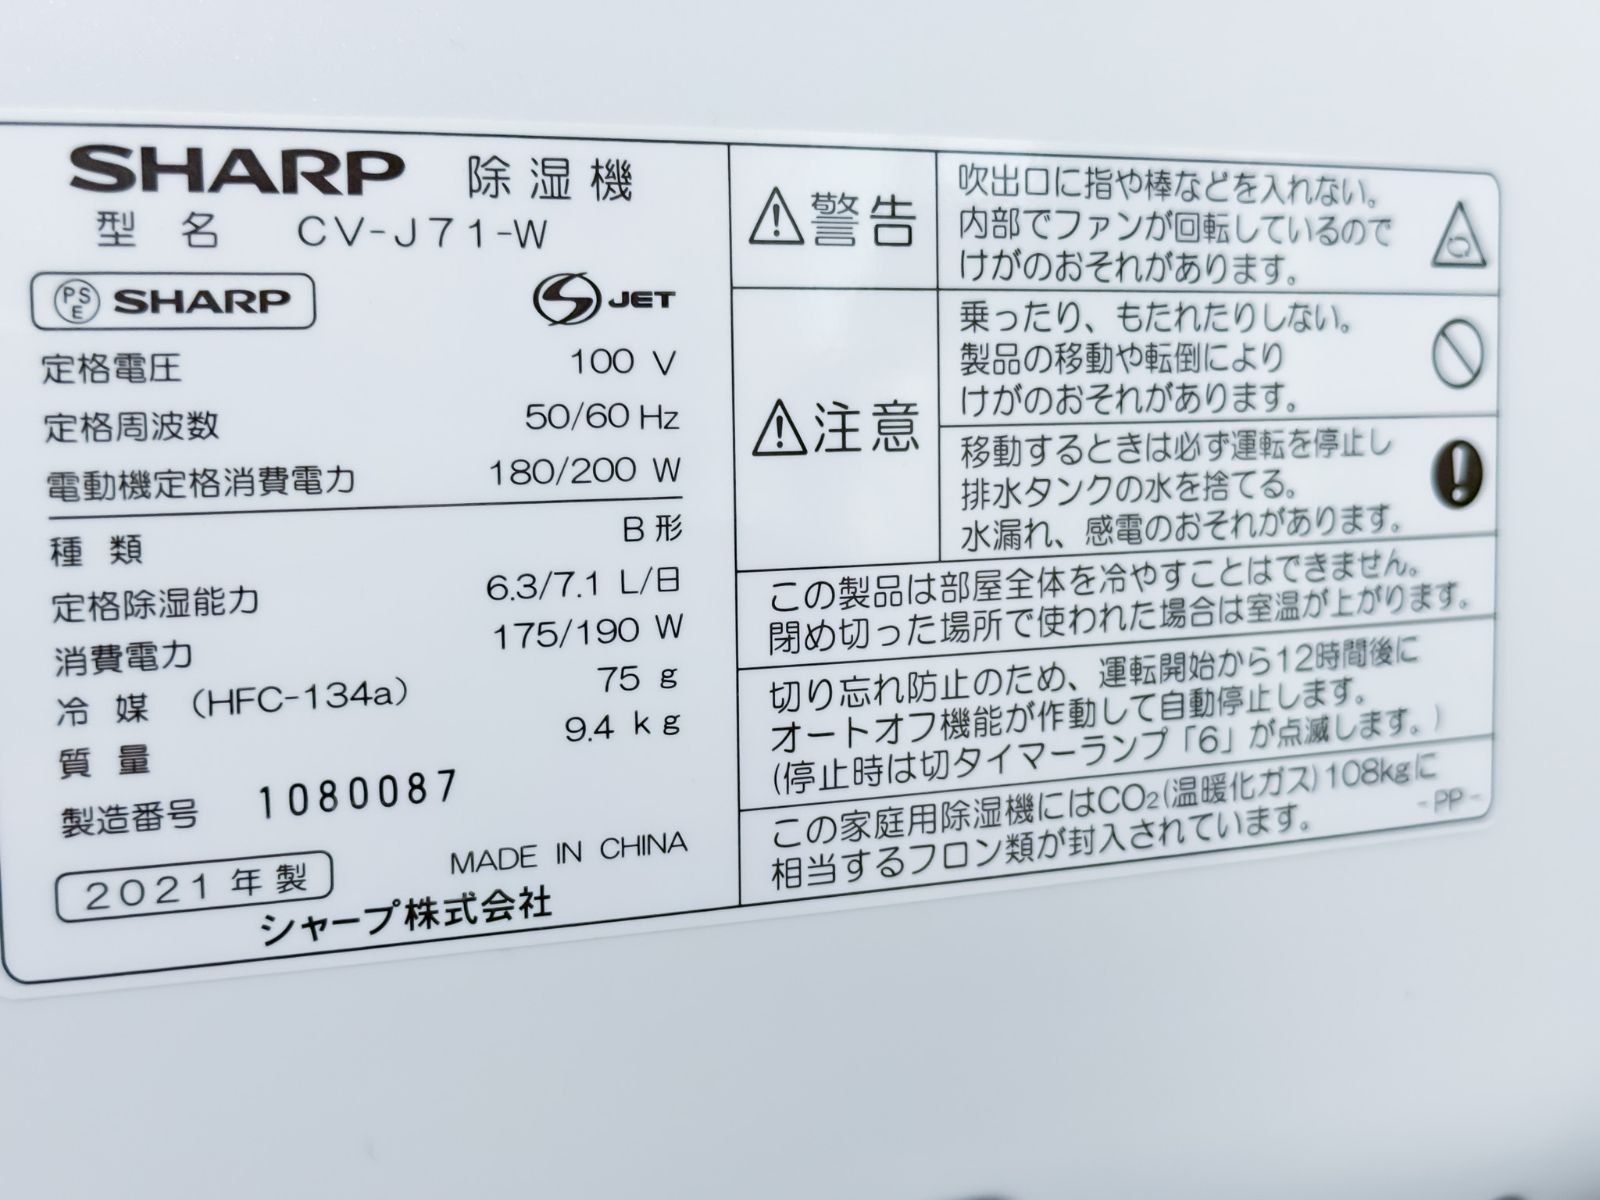 SHARP 除湿機
型名 CV-J71-W
PSE SHARP
S JET
定格電圧 100 V
定格周波数 50/60 Hz
電動機定格消費電力 180/200 W
種類 B形
定格除湿能力 6.3/7.1 L/日
消費電力 175/190 W
冷媒 (HFC-134a) 75 g
質量 9.4 kg
製造番号 1080087
2021年製
MADE IN CHINA
シャープ株式会社
警告
吹出口に指や棒などを入れない。
内部でファンが回転しているので
けがのおそれがあります。
注意
乗ったり、もたれたりしない。
製品の移動や転倒により
けがのおそれがあります。
移動するときは必ず運転を停止し
排水タンクの水を捨てる。
水漏れ、感電のおそれがあります。
この製品は部屋全体を冷やすことはできません。
閉め切った場所で使われた場合は室温が上がります。
切り忘れ防止のため、運転開始から12時間後に
オートオフ機能が作動して自動停止します。
(停止時は切タイマーランプ「6」が点滅します。)
この家庭用除湿機にはCO2(温暖化ガス)108kgに
相当するフロン類が封入されています。
-PP-